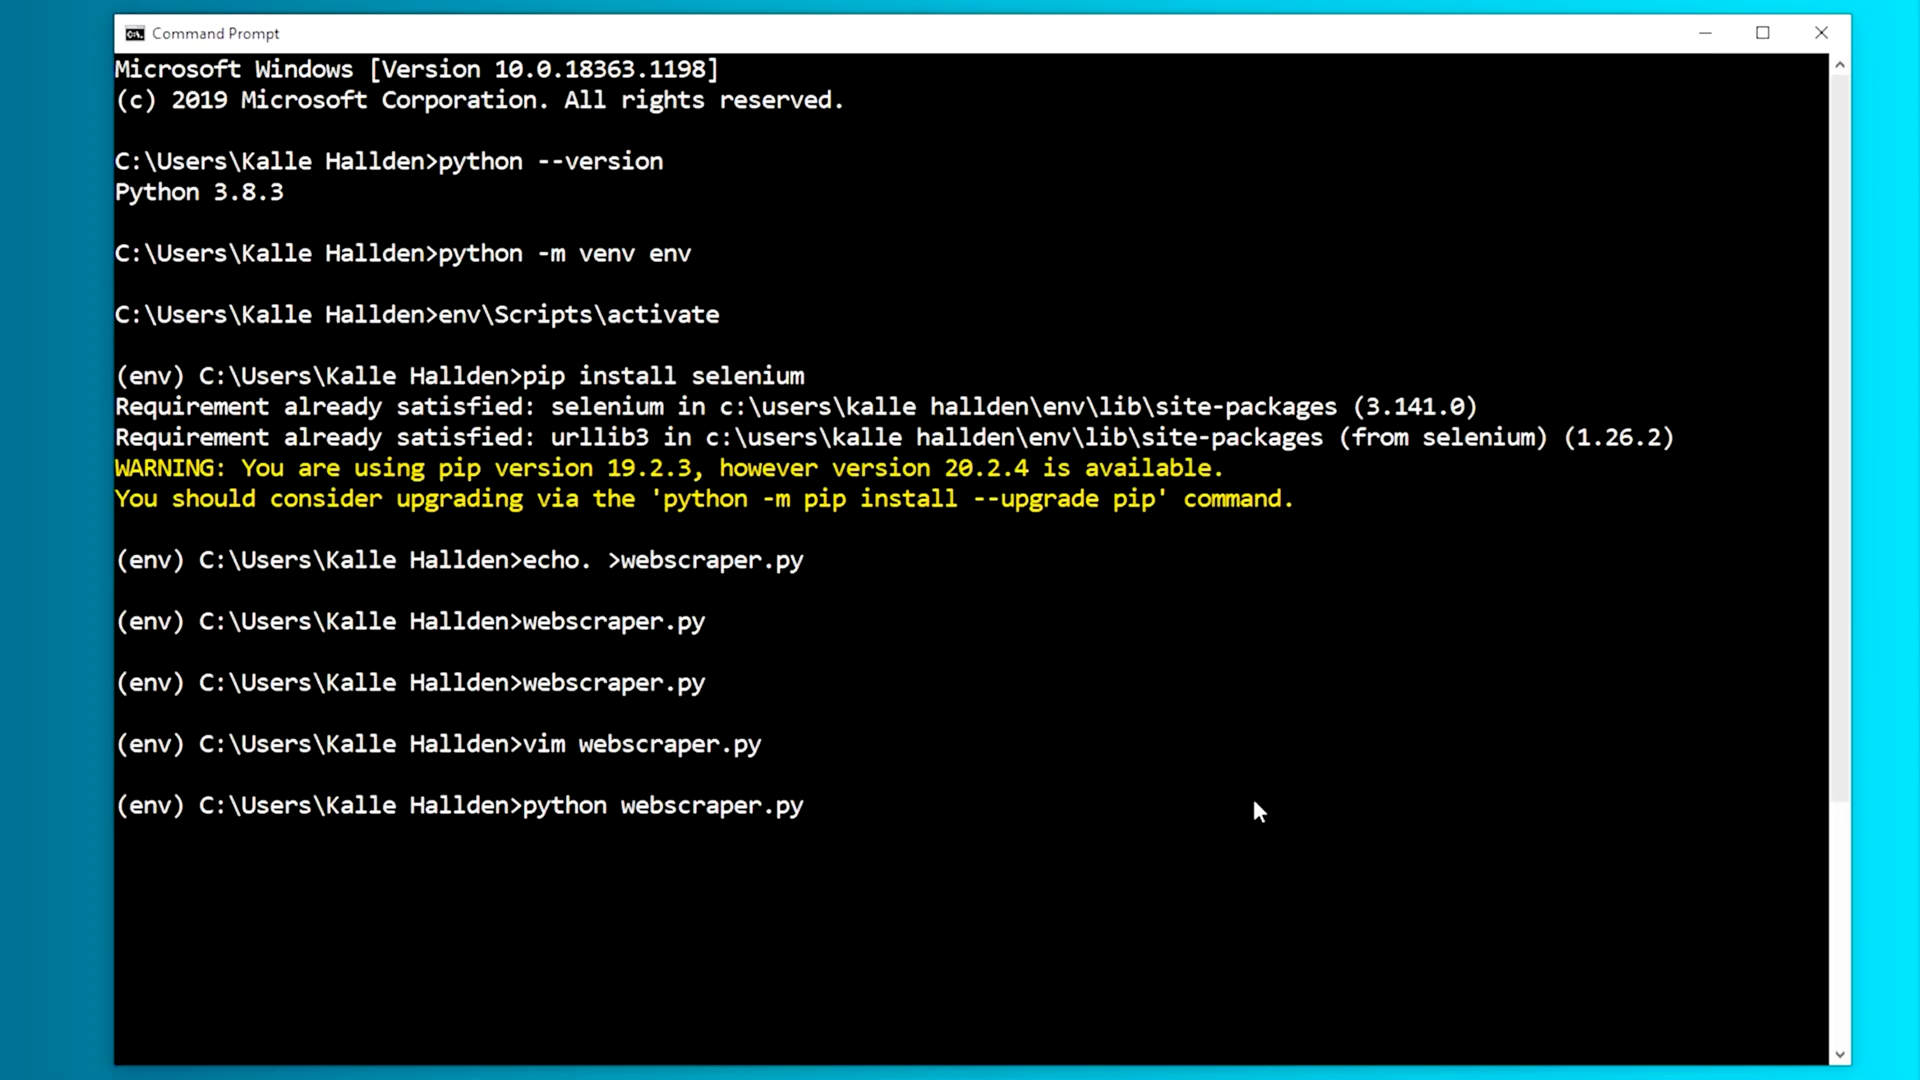 Command Prompt
Microsoft Windows [Version 10.0.18363.1198]
(c) 2019 Microsoft Corporation. All rights reserved.
C:\Users\Kalle Hallden>python --version
Python 3.8.3
C:\Users\Kalle Hallden>python -m venv env
C:\Users\Kalle Hallden>env\Scripts\activate
(env) C:\Users\Kalle Hallden>pip install selenium
Requirement already satisfied: selenium in c:\users\kalle hallden\env\lib\site-packages (3.141.0)
Requirement already satisfied: urllib3 in c:\users\kalle hallden\env\lib\site-packages (from selenium) (1.26.2)
WARNING: You are using pip version 19.2.3, however version 20.2.4 is available.
You should consider upgrading via the 'python -m pip install --upgrade pip' command.
(env) C:\Users\Kalle Hallden>echo. >webscraper.py
(env) C:\Users\Kalle Hallden>webscraper.py
(env) C:\Users\Kalle Hallden>webscraper.py
(env) C:\Users\Kalle Hallden>vim webscraper.py
(env) C:\Users\Kalle Hallden>python webscraper.py